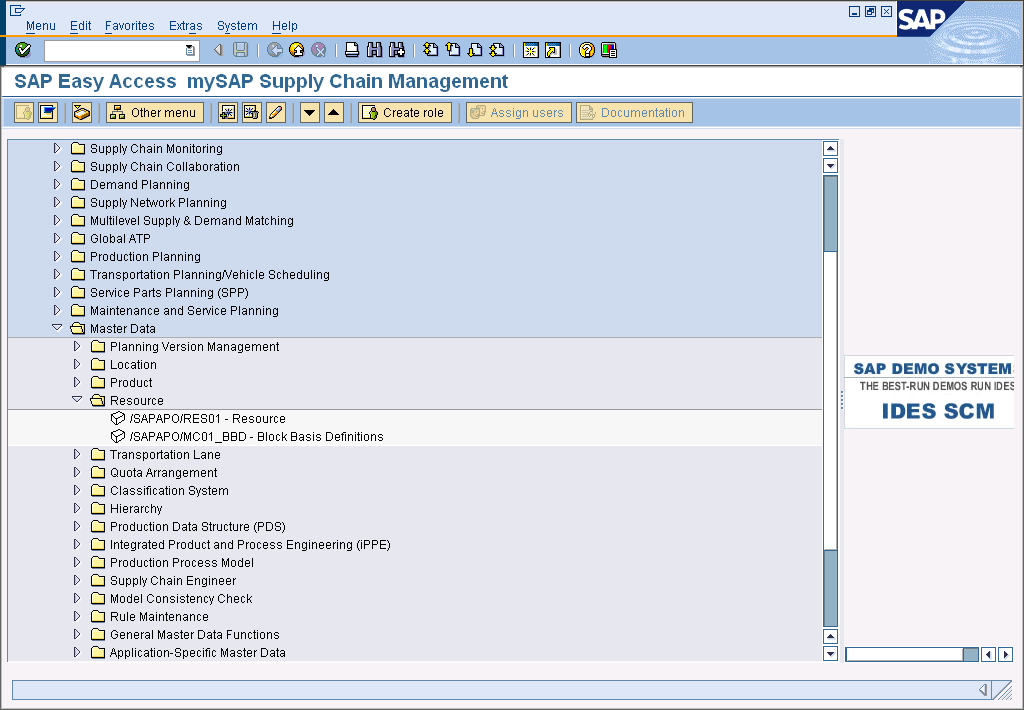 Menu Edit Favorites Extras System Help
SAP
SAP Easy Access mySAP Supply Chain Management
Other menu Create role Assign users Documentation
Supply Chain Monitoring
Supply Chain Collaboration
Demand Planning
Supply Network Planning
Multilevel Supply & Demand Matching
Global ATP
Production Planning
Transportation Planning/Vehicle Scheduling
Service Parts Planning (SPP)
Maintenance and Service Planning
Master Data
Planning Version Management
Location
Product
Resource
/SAPAPO/RES01 - Resource
/SAPAPO/MC01_BBD - Block Basis Definitions
Transportation Lane
Quota Arrangement
Classification System
Hierarchy
Production Data Structure (PDS)
Integrated Product and Process Engineering (iPPE)
Production Process Model
Supply Chain Engineer
Model Consistency Check
Rule Maintenance
General Master Data Functions
Application-Specific Master Data
SAP DEMO SYSTEM
THE BEST-RUN DEMOS RUN IDES
IDES SCM